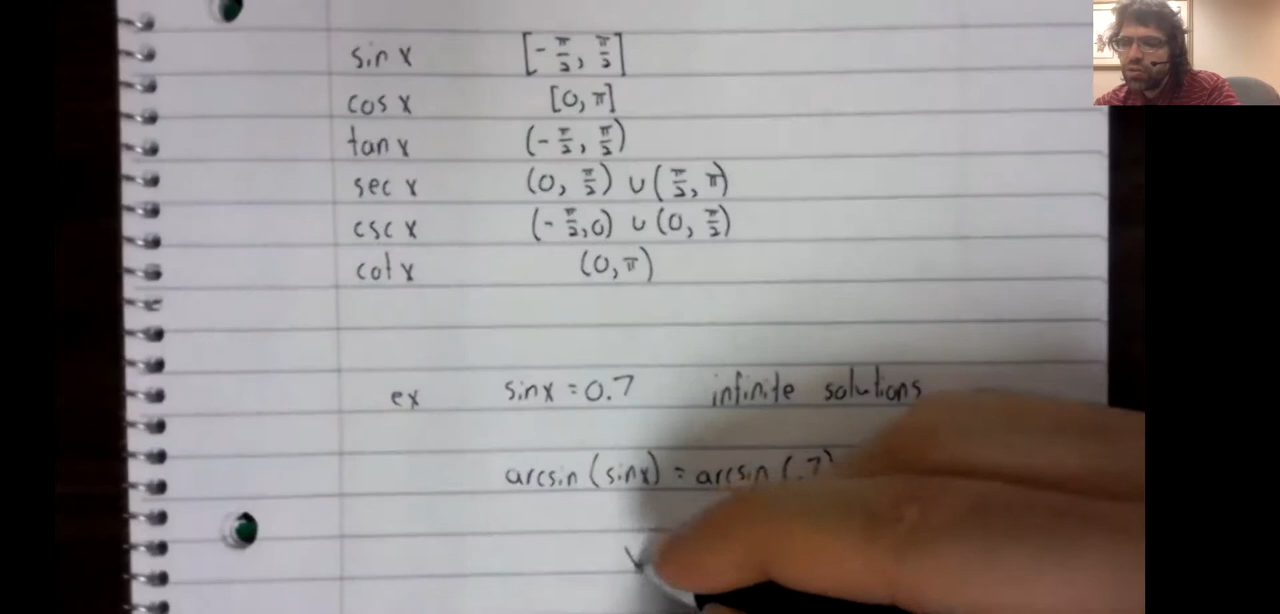 sin x [-π/2, π/2]
cos x [0, π]
tan x (-π/2, π/2)
sec x (0, π/2) ∪ (π/2, π)
csc x (-π/2, 0) ∪ (0, π/2)
cot x (0, π)
ex sin x = 0.7 infinite solutions
arcsin (sin x) = arcsin (.7)